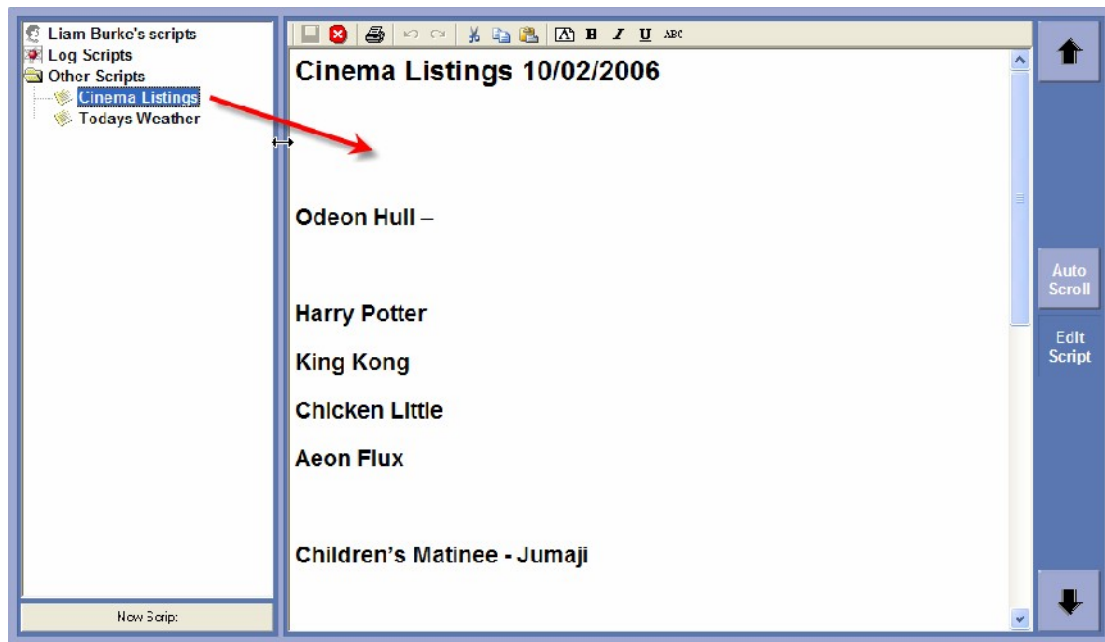 Liam Burke's scripts
Log Scripts
Other Scripts
Cinema Listings
Todays Weather
New Script
B I U ABC
Cinema Listings 10/02/2006
Odeon Hull –
Harry Potter
King Kong
Chicken Little
Aeon Flux
Children's Matinee - Jumaji
Auto
Scroll
Edit
Script